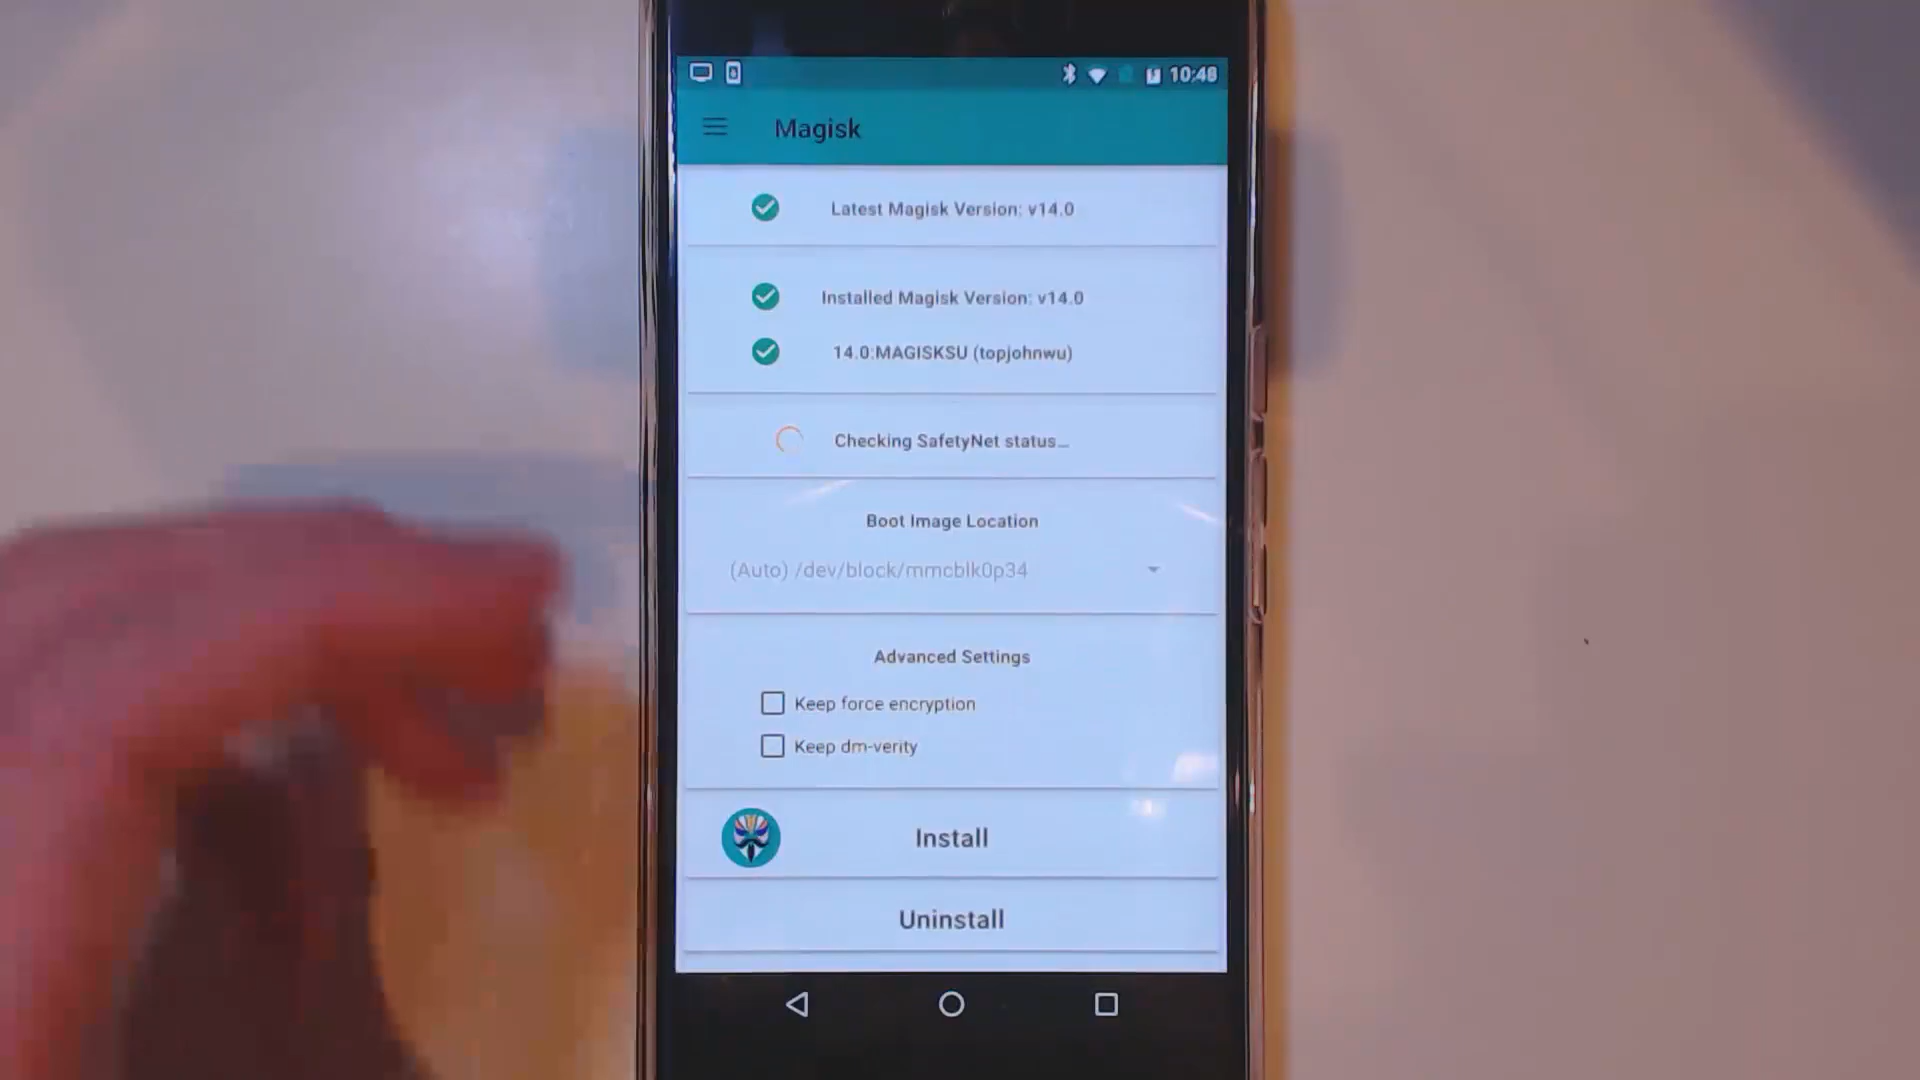 10:48
Magisk
Latest Magisk Version: v14.0
Installed Magisk Version: v14.0
14.0:MAGISKSU (topjohnwu)
Checking SafetyNet status…
Boot Image Location
(Auto) /dev/block/mmcblk0p34
Advanced Settings
Keep force encryption
Keep dm-verity
Install
Uninstall